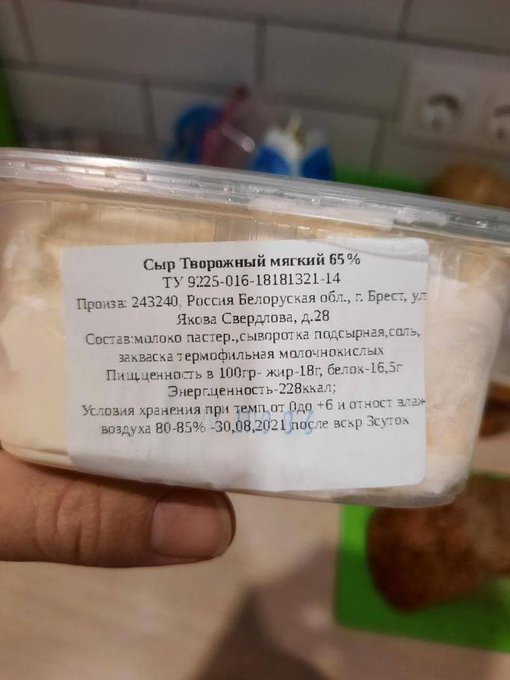 Сыр Творожный мягкий 65%
ТУ 9225-016-18181321-14
Произв: 243240, Россия Белоруская обл., г. Брест, ул
Якова Свердлова, д.28
Состав:молоко пастер.,сыворотка подсырная,соль,
закваска термофильная молочнокислых
Пищ.ценность в 100гр- жир-18г, белок-16,5г
Энерг.ценность-228ккал;
Условия хранения при темп от 0до +6 и отност влаж
воздуха 80-85% -30,08,2021 после вскр 3суток